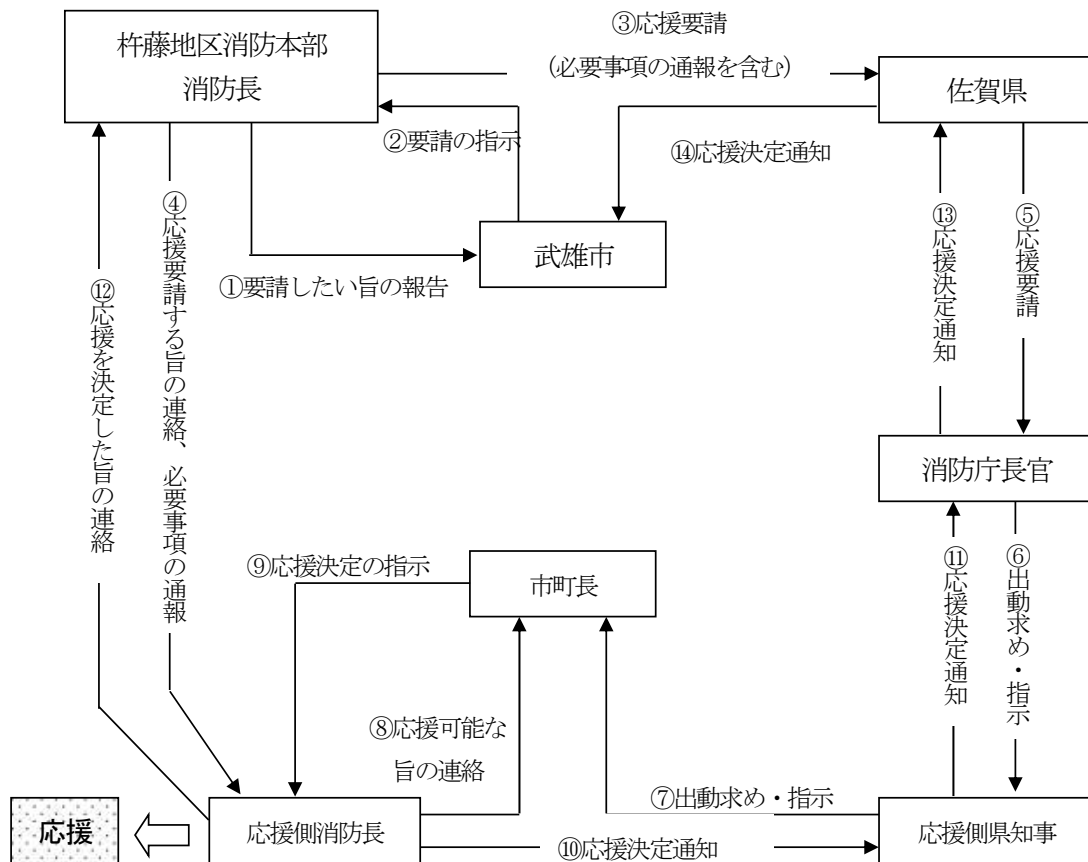 ③応援要請
(必要事項の通報を含む)
杵藤地区消防本部
消防長
佐賀県
②要請の指示
⑭応援決定通知
武雄市
①要請したい旨の報告
④応援要請する旨の連絡、必要事項の通報
⑫応援を決定した旨の連絡
⑬応援決定通知
⑤応援要請
消防庁長官
⑨応援決定の指示
市町長
⑪応援決定通知
⑥出動求め・指示
⑧応援可能な
旨の連絡
⑦出動求め・指示
応援
応援側消防長
⑩応援決定通知
応援側県知事